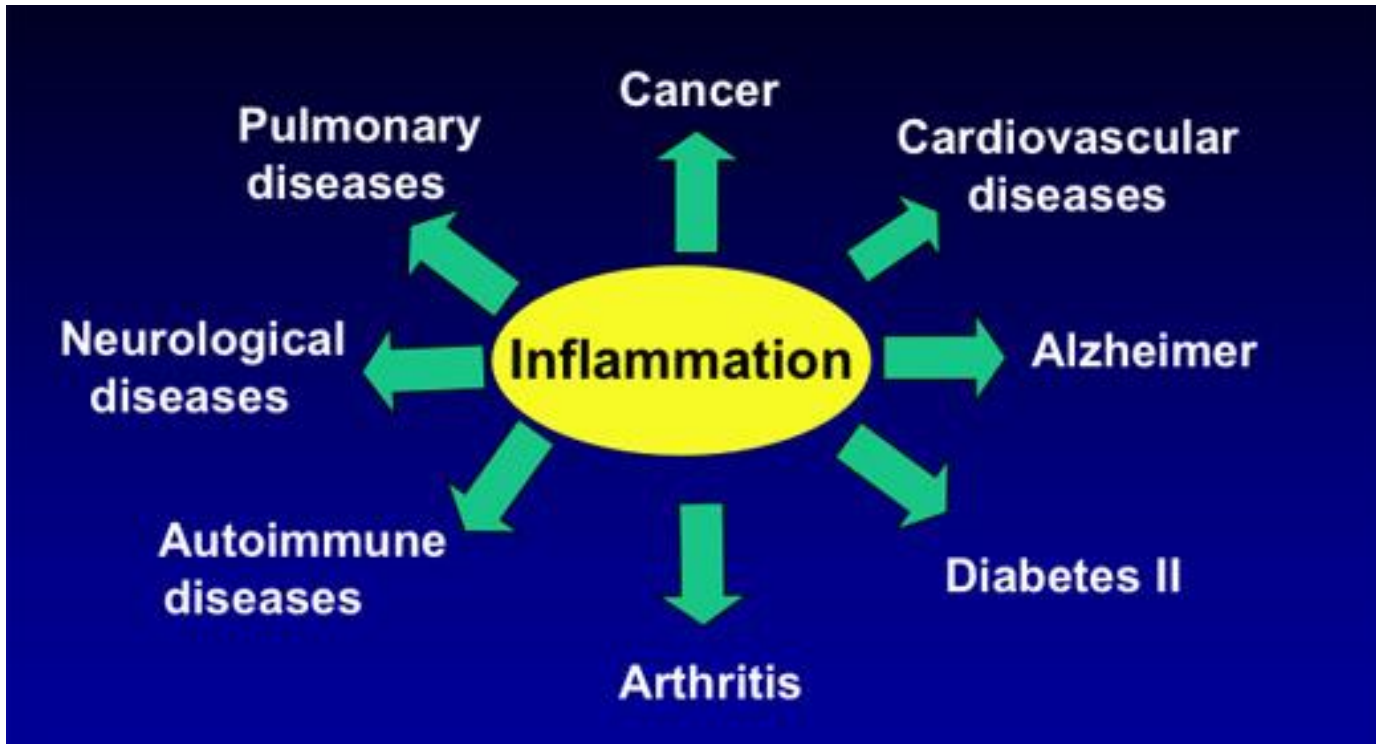 Cancer
Pulmonary
diseases
Cardiovascular
diseases
Neurological
diseases
Inflammation
Alzheimer
Autoimmune
diseases
Diabetes II
Arthritis